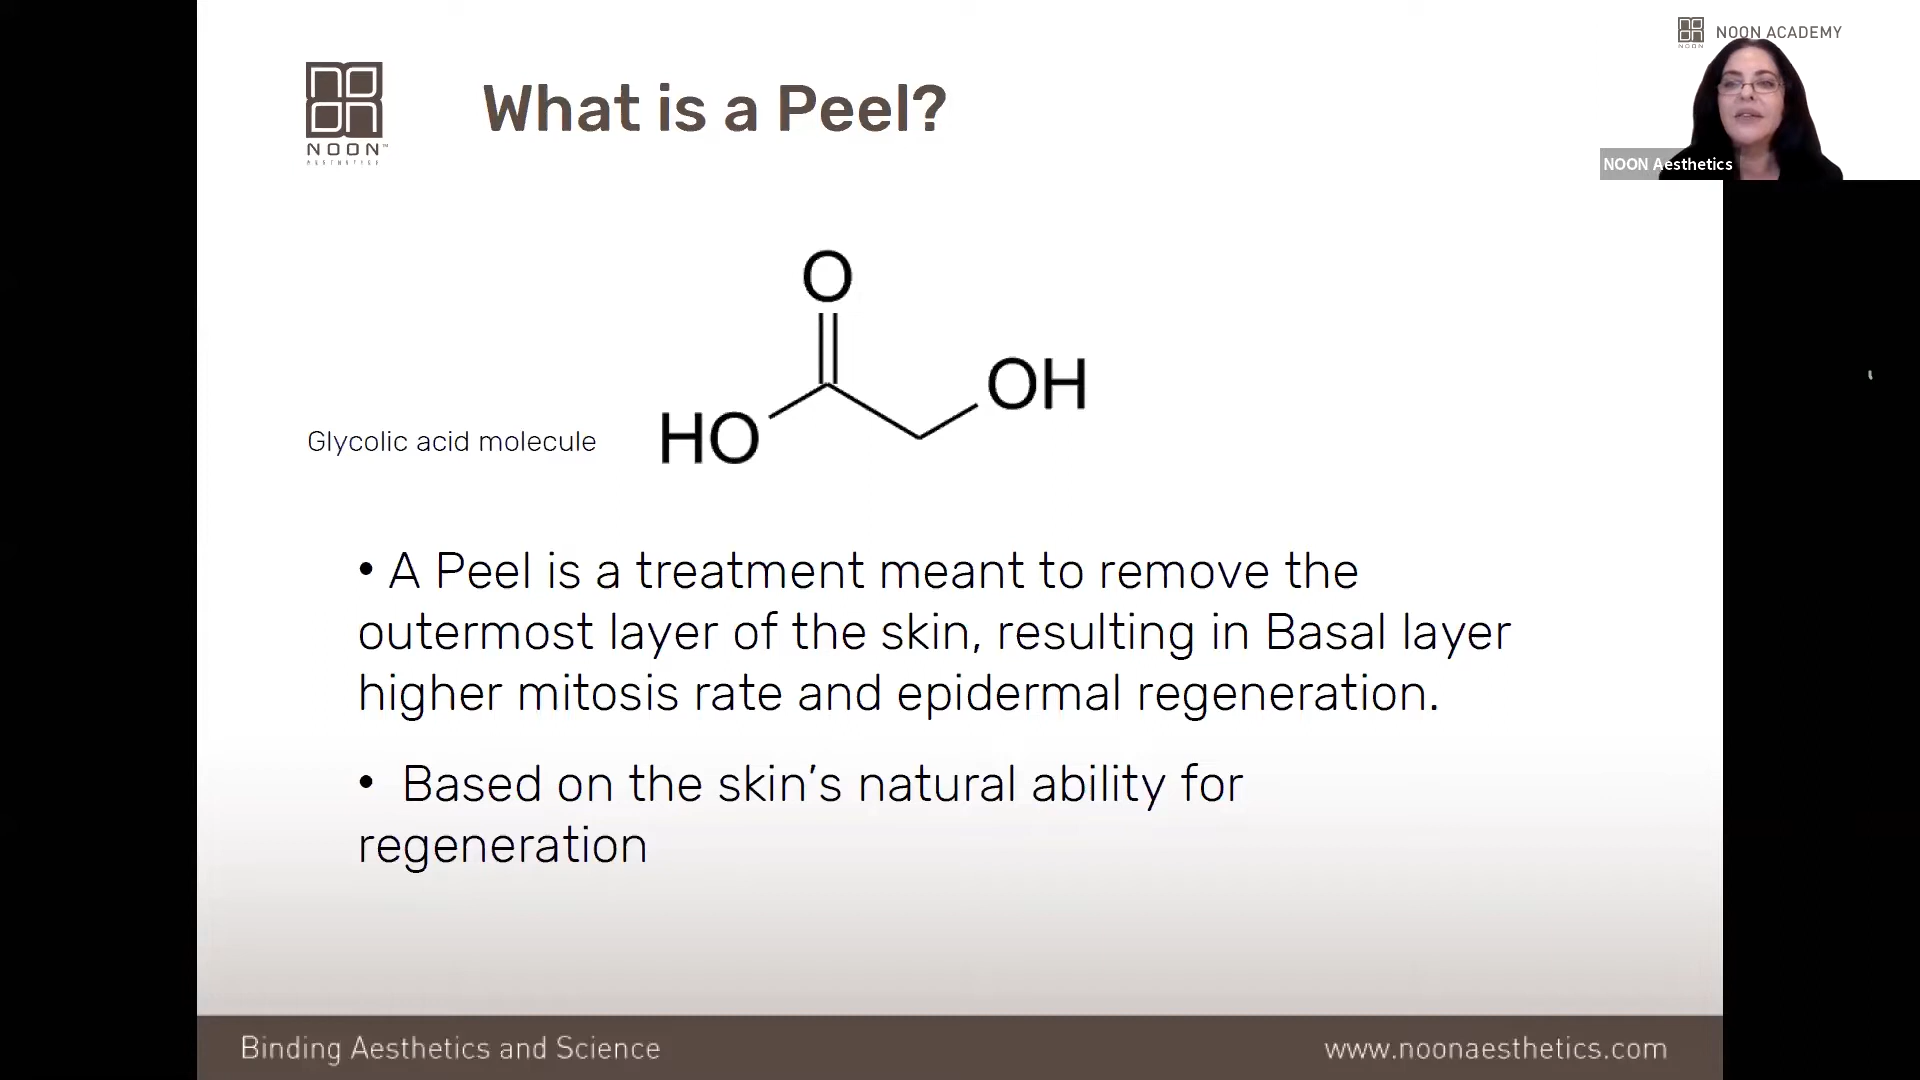 NOON ACADEMY
NOON
NOON™
AESTHETICS
What is a Peel?
NOON Aesthetics
O
OH
HO
Glycolic acid molecule
• A Peel is a treatment meant to remove the
outermost layer of the skin, resulting in Basal layer
higher mitosis rate and epidermal regeneration.
• Based on the skin’s natural ability for
regeneration
Binding Aesthetics and Science
www.noonaesthetics.com